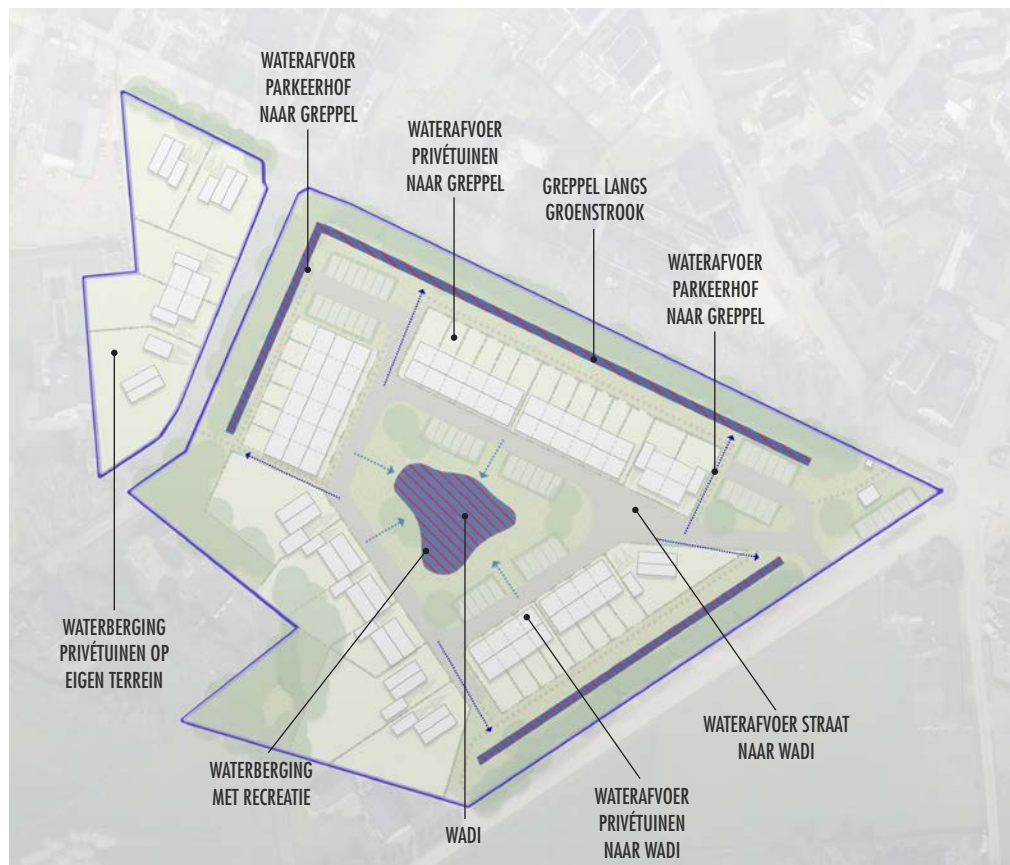 WATERAFVOER
PARKEERHOF
NAAR GREPPEL
WATERAFVOER
PRIVÉTUINEN
NAAR GREPPEL
GREPPEL LANGS
GROENSTROOK
WATERAFVOER
PARKEERHOF
NAAR GREPPEL
WATERBERGING
PRIVÉTUINEN OP
EIGEN TERREIN
WATERBERGING
MET RECREATIE
WADI
WATERAFVOER
PRIVÉTUINEN
NAAR WADI
WATERAFVOER STRAAT
NAAR WADI